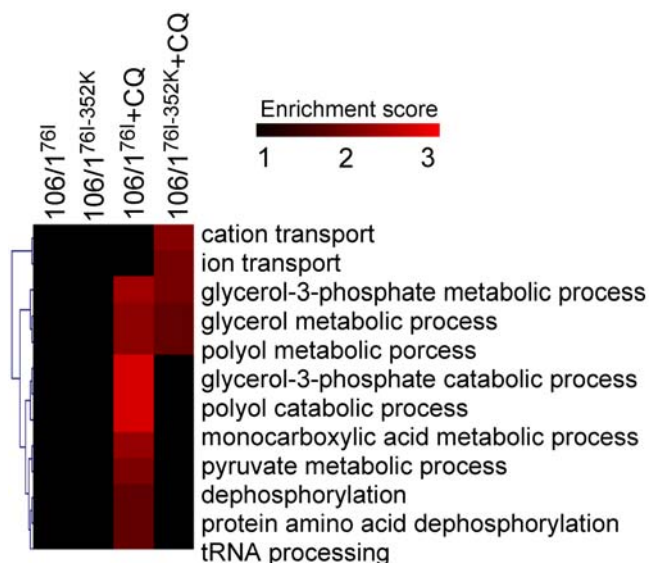 106/1^76I
106/1^76I-352K
106/1^76I+CQ
106/1^76I-352K+CQ
Enrichment score
1 2 3
cation transport
ion transport
glycerol-3-phosphate metabolic process
glycerol metabolic process
polyol metabolic porcess
glycerol-3-phosphate catabolic process
polyol catabolic process
monocarboxylic acid metabolic process
pyruvate metabolic process
dephosphorylation
protein amino acid dephosphorylation
tRNA processing